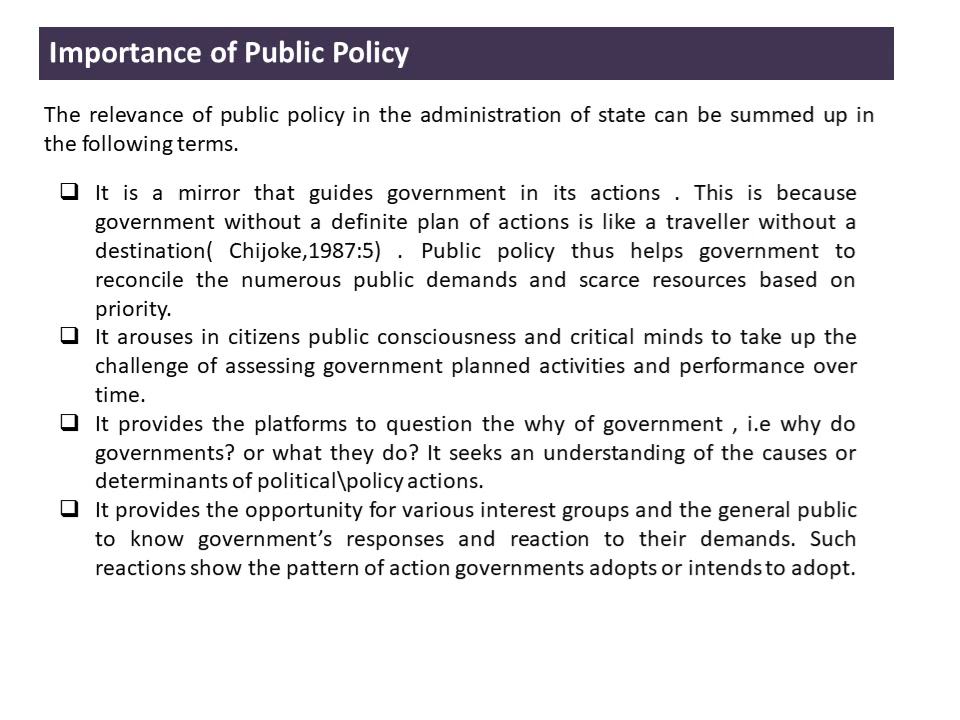 Importance of Public Policy
The relevance of public policy in the administration of state can be summed up in
the following terms.
❑ It is a mirror that guides government in its actions . This is because
government without a definite plan of actions is like a traveller without a
destination( Chijoke,1987:5) . Public policy thus helps government to
reconcile the numerous public demands and scarce resources based on
priority.
❑ It arouses in citizens public consciousness and critical minds to take up the
challenge of assessing government planned activities and performance over
time.
❑ It provides the platforms to question the why of government , i.e why do
governments? or what they do? It seeks an understanding of the causes or
determinants of political\policy actions.
❑ It provides the opportunity for various interest groups and the general public
to know government’s responses and reaction to their demands. Such
reactions show the pattern of action governments adopts or intends to adopt.